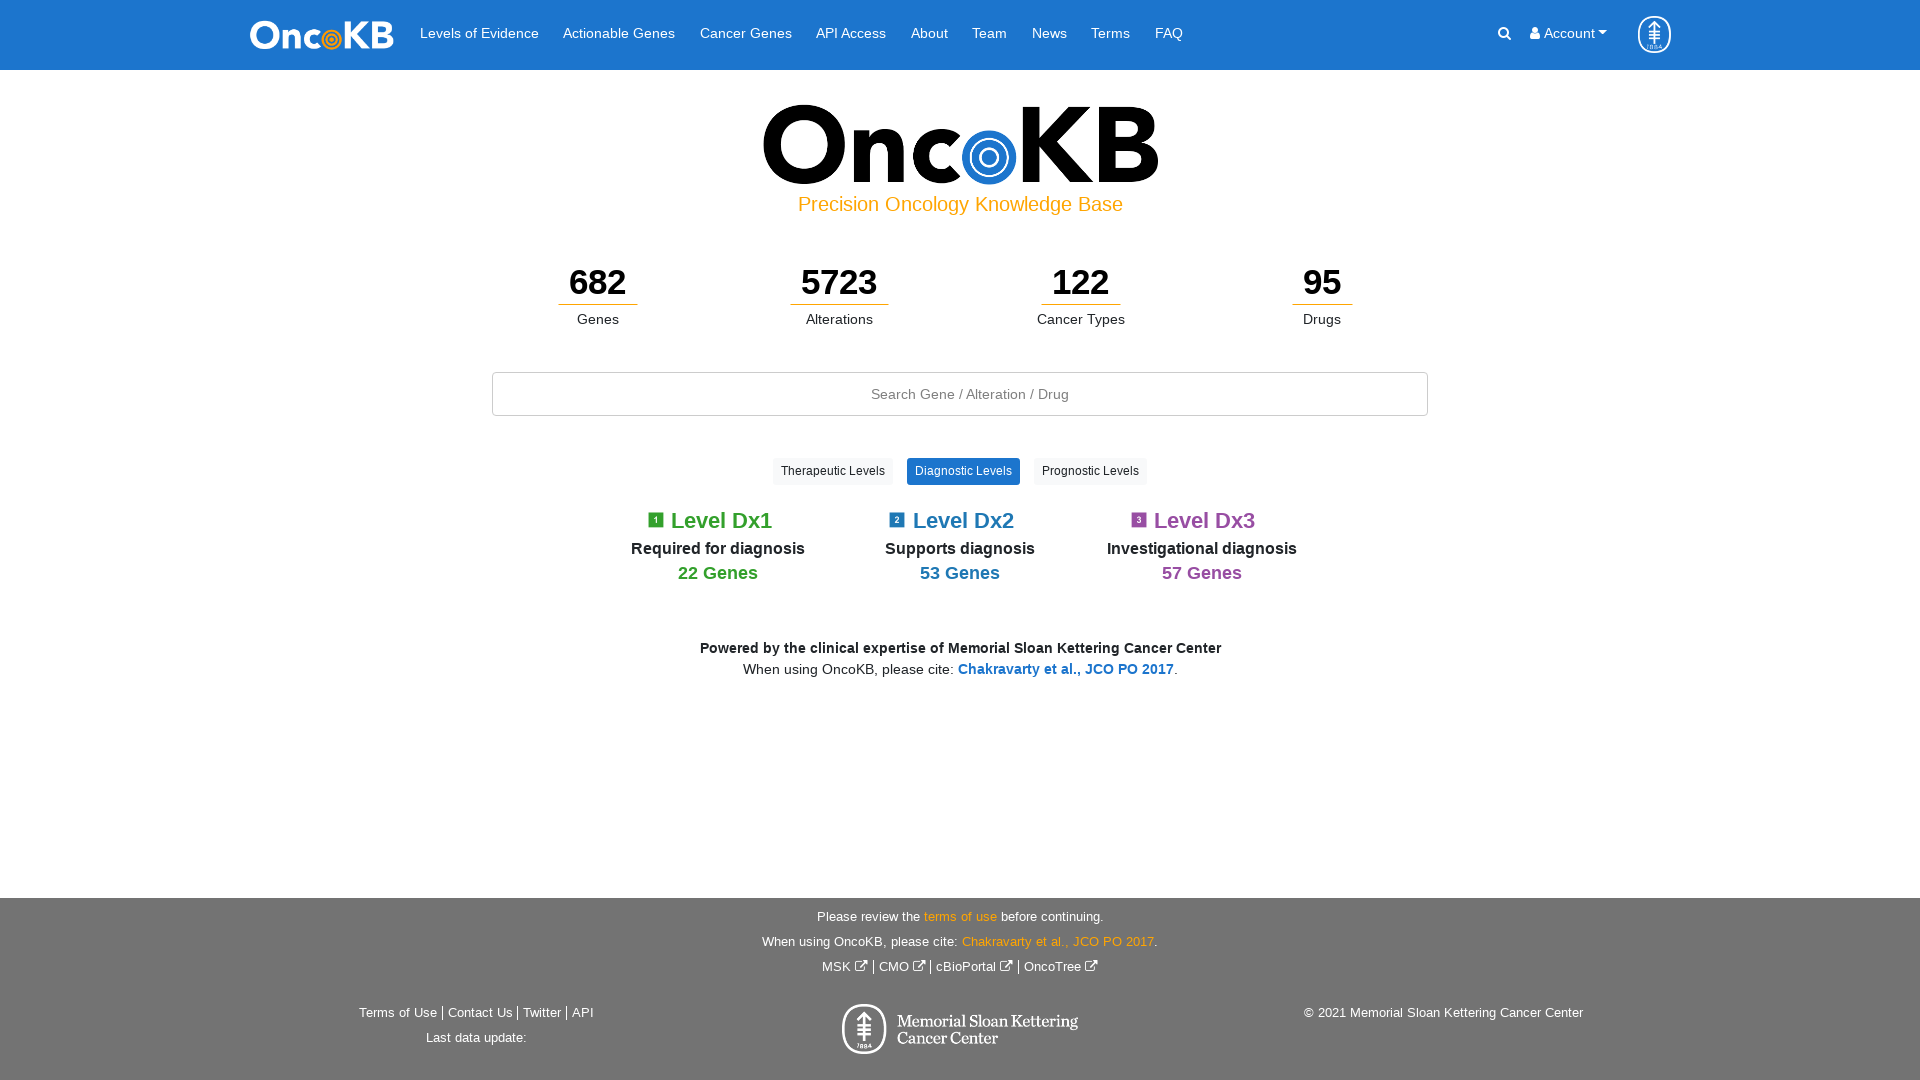 OncoKB Levels of Evidence Actionable Genes Cancer Genes API Access About Team News Terms FAQ Account
1884
OncoKB
Precision Oncology Knowledge Base
682 5723 122 95
Genes Alterations Cancer Types Drugs
Search Gene / Alteration / Drug
Therapeutic Levels Diagnostic Levels Prognostic Levels
1 Level Dx1 2 Level Dx2 3 Level Dx3
Required for diagnosis Supports diagnosis Investigational diagnosis
22 Genes 53 Genes 57 Genes
Powered by the clinical expertise of Memorial Sloan Kettering Cancer Center
When using OncoKB, please cite: Chakravarty et al., JCO PO 2017.
Please review the terms of use before continuing.
When using OncoKB, please cite: Chakravarty et al., JCO PO 2017.
MSK | CMO | cBioPortal | OncoTree
Terms of Use | Contact Us | Twitter | API
Last data update:
1884
Memorial Sloan Kettering
Cancer Center
© 2021 Memorial Sloan Kettering Cancer Center